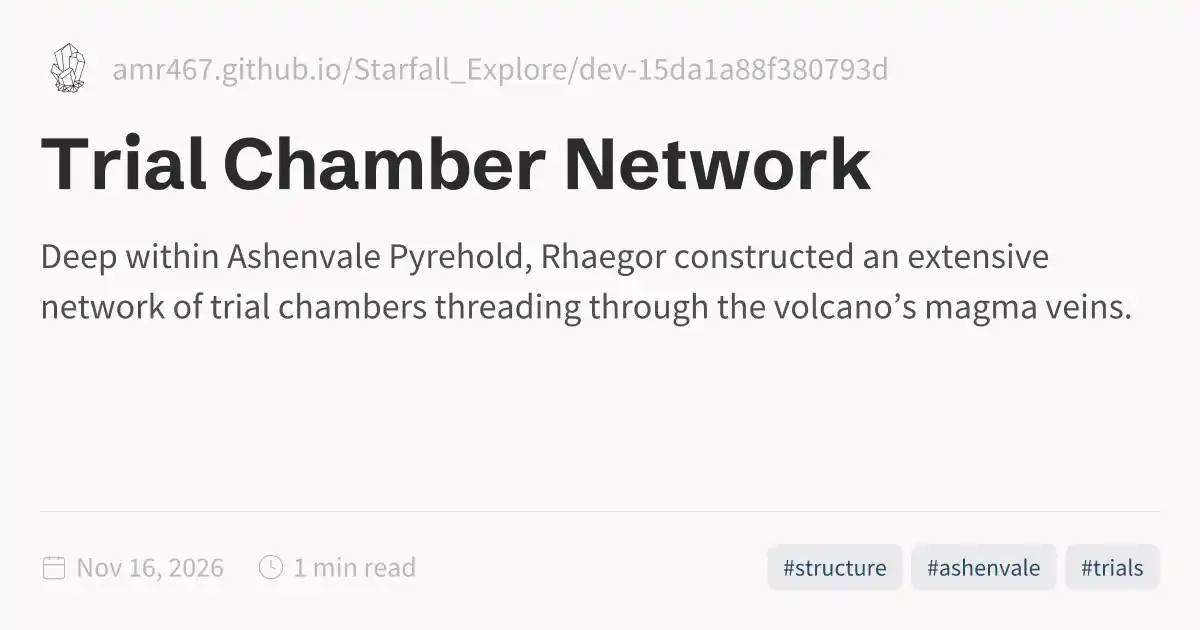 amr467.github.io/Starfall_Explore/dev-15da1a88f380793d
Trial Chamber Network
Deep within Ashenvale Pyrehold, Rhaegor constructed an extensive
network of trial chambers threading through the volcano’s magma veins.
Nov 16, 2026
1 min read
#structure
#ashenvale
#trials